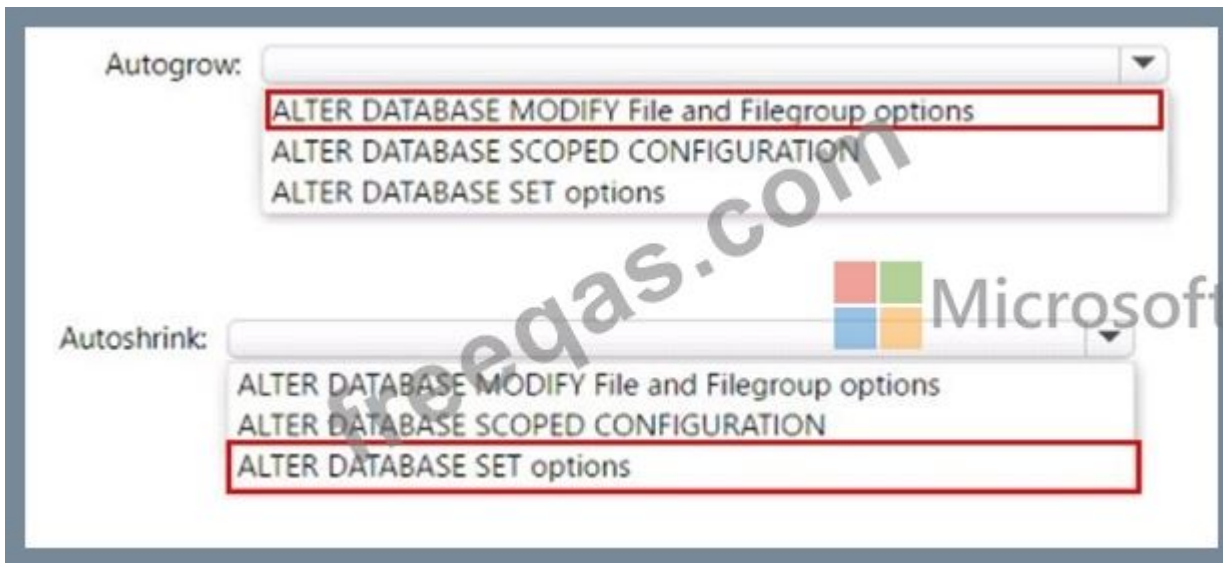 Autogrow:
ALTER DATABASE MODIFY File and Filegroup options
ALTER DATABASE SCOPED CONFIGURATION
ALTER DATABASE SET options
freeqas.com
Microsoft
Autoshrink:
ALTER DATABASE MODIFY File and Filegroup options
ALTER DATABASE SCOPED CONFIGURATION
ALTER DATABASE SET options